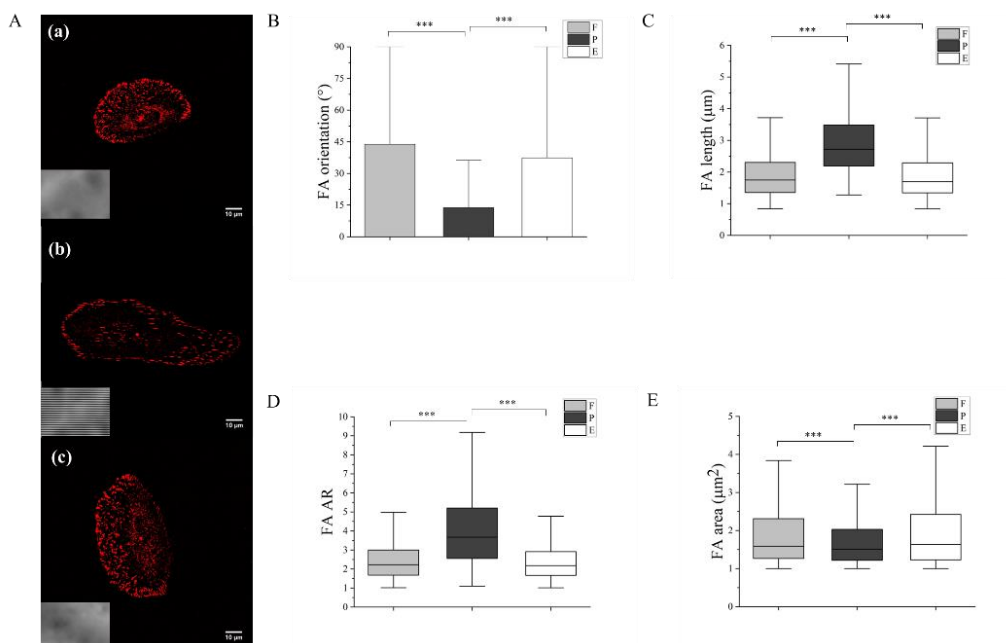 A
(a)
10 µm
(b)
10 µm
(c)
10 µm
B
***
***
F
P
E
FA orientation (°)
90
75
60
45
30
15
0
C
***
***
F
P
E
FA length (µm)
6
5
4
3
2
1
0
D
***
***
F
P
E
FA AR
10
9
8
7
6
5
4
3
2
1
0
E
***
***
F
P
E
FA area (µm²)
5
4
3
2
1
0